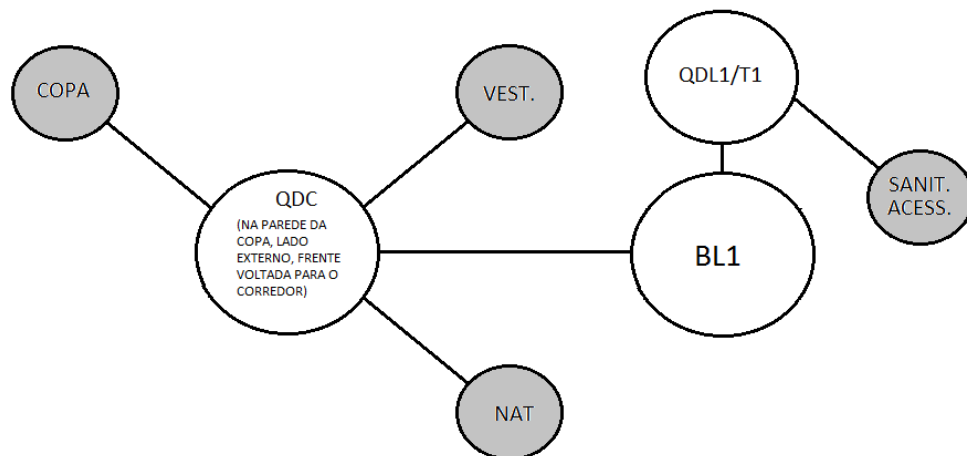 COPA
VEST.
QDL1/T1
SANIT.
ACESS.
QDC
(NA PAREDE DA
COPA, LADO
EXTERNO, FRENTE
VOLTADA PARA O
CORREDOR)
BL1
NAT